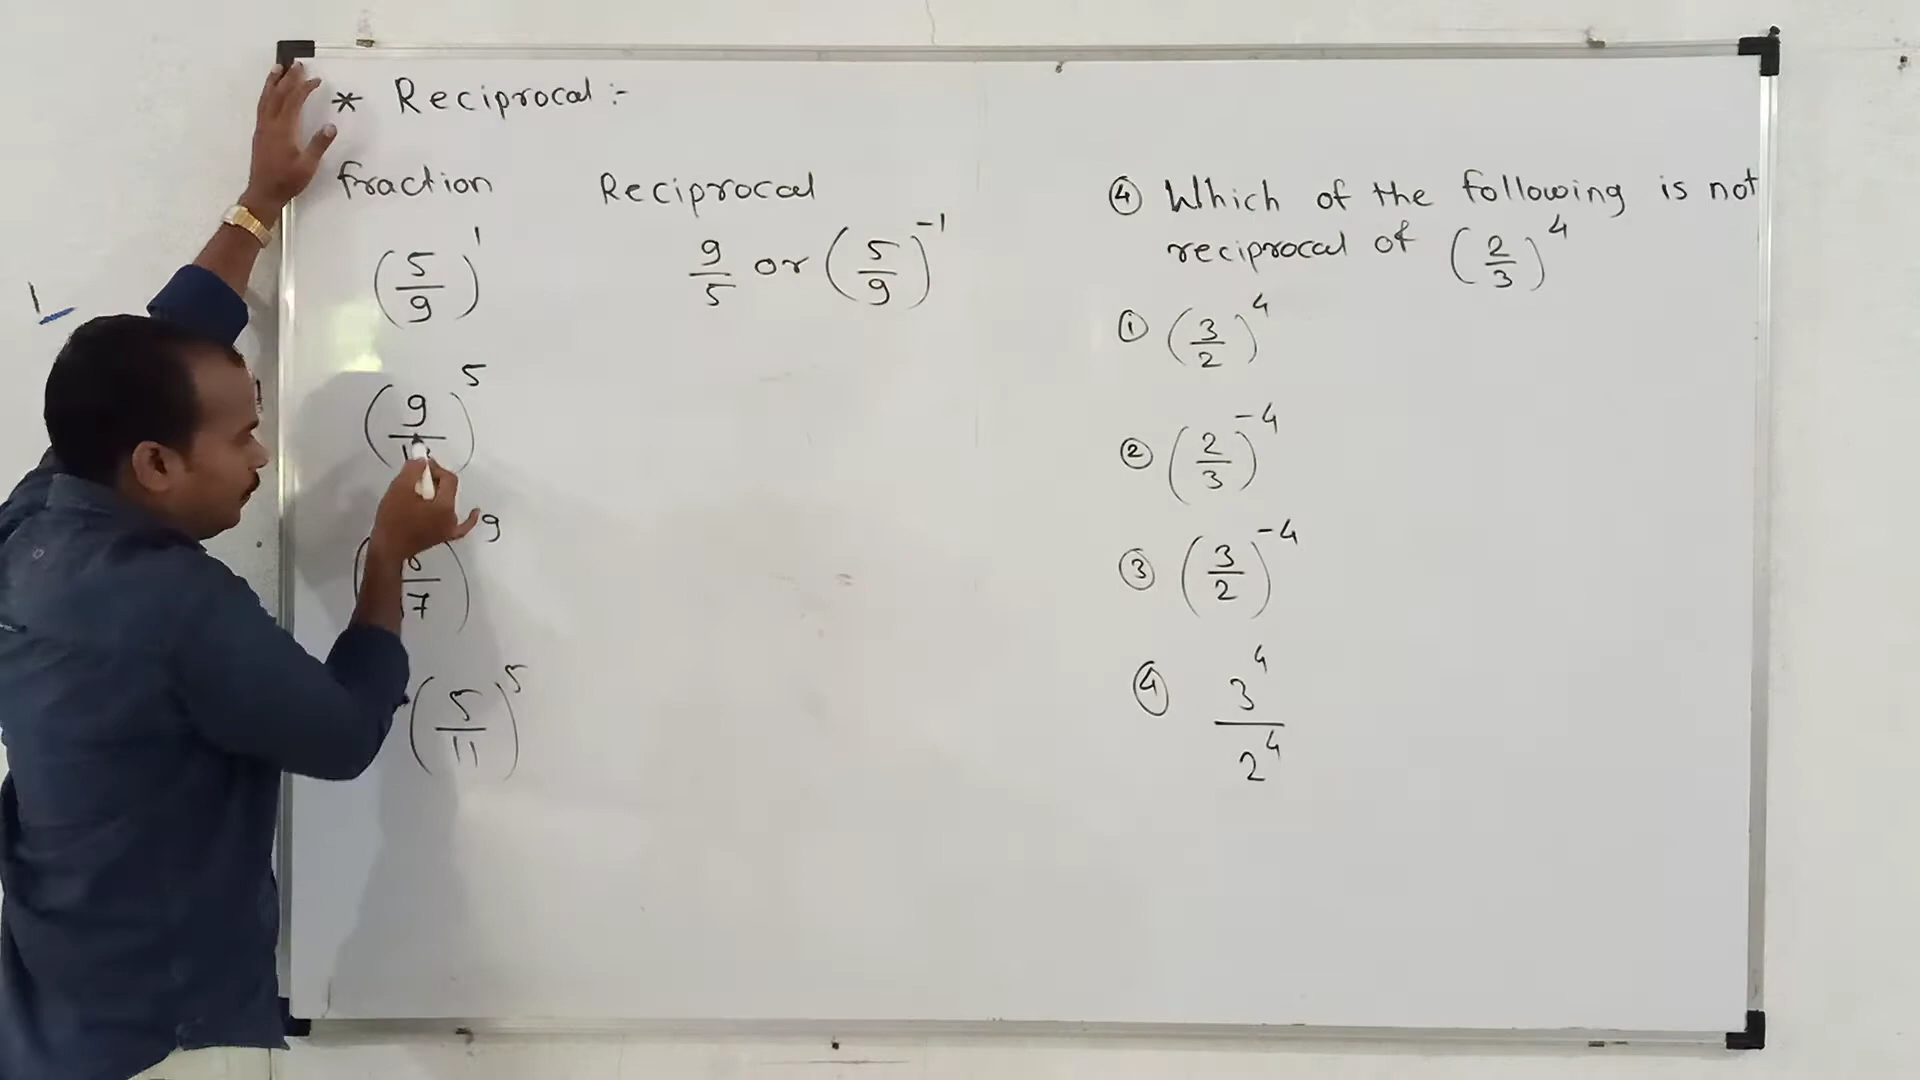 * Reciprocal :-
fraction Reciprocal
(5/9)^1 9/5 or (5/9)^-1
(9/ )^5
( /17)^9
(5/11)^5
④ Which of the following is not
reciprocal of (2/3)^4
① (3/2)^4
② (2/3)^-4
③ (3/2)^-4
④ 3^4/2^4